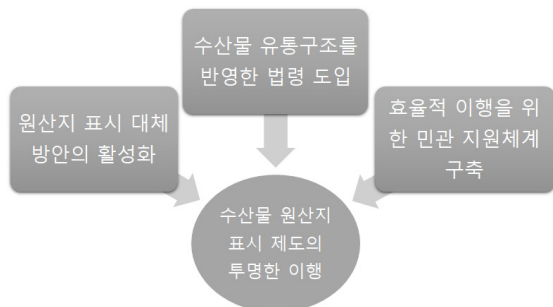 수산물 유통구조를
반영한 법령 도입
원산지 표시 대체
방안의 활성화
효율적 이행을 위
한 민관 지원체계
구축
수산물 원산지
표시 제도의
투명한 이행